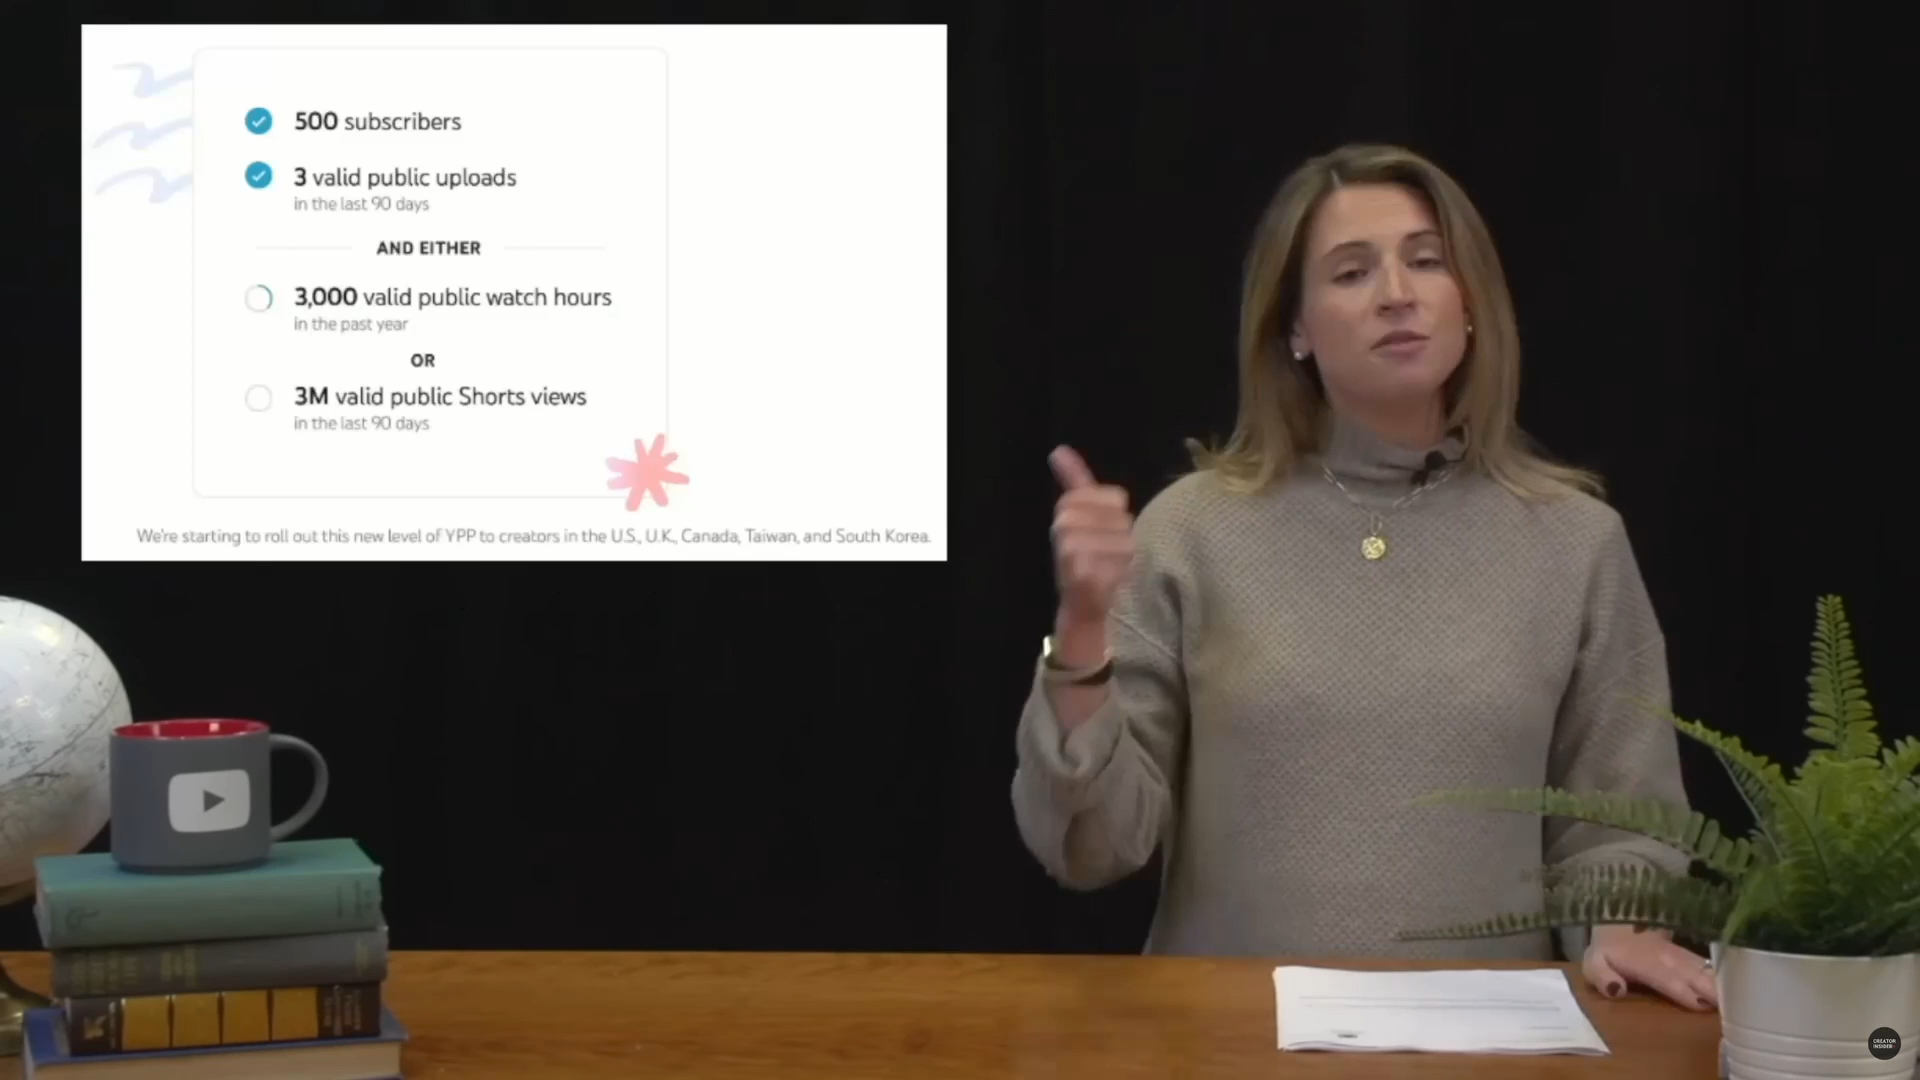 500 subscribers
3 valid public uploads
in the last 90 days
AND EITHER
3,000 valid public watch hours
in the past year
OR
3M valid public Shorts views
in the last 90 days
We're starting to roll out this new level of YPP to creators in the U.S., U.K., Canada, Taiwan, and South Korea.
CREATOR
INSIDER